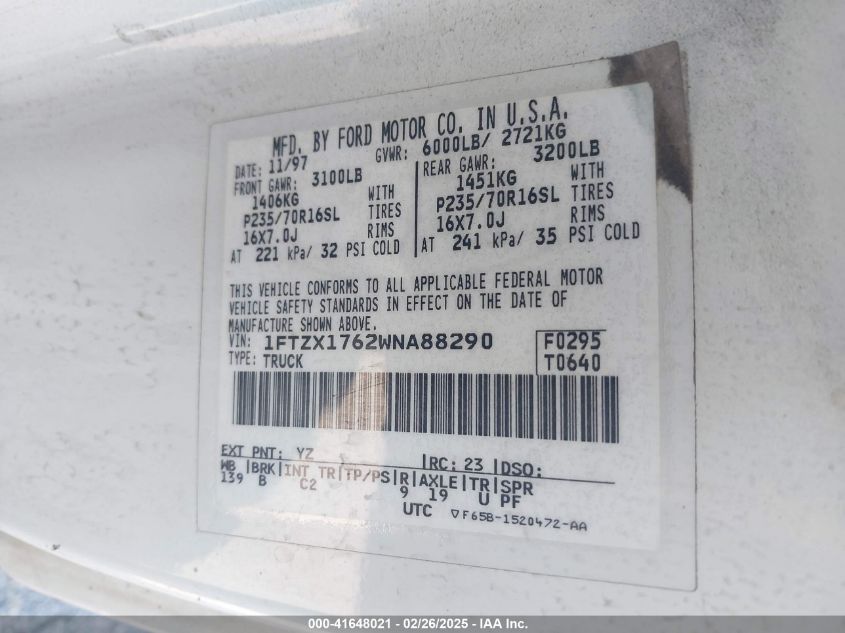 MFD. BY FORD MOTOR CO. IN U.S.A.
DATE: 11/97 GVWR: 6000LB/ 2721KG
FRONT GAWR: 3100LB REAR GAWR: 3200LB
1406KG WITH 1451KG WITH
P235/70R16SL TIRES P235/70R16SL TIRES
16X7.0J RIMS 16X7.0J RIMS
AT 221 kPa/ 32 PSI COLD AT 241 kPa/ 35 PSI COLD
THIS VEHICLE CONFORMS TO ALL APPLICABLE FEDERAL MOTOR
VEHICLE SAFETY STANDARDS IN EFFECT ON THE DATE OF
MANUFACTURE SHOWN ABOVE.
VIN: 1FTZX1762WNA88290 F0295
TYPE: TRUCK T0640
EXT PNT: YZ RC: 23 DSO:
WB BRK INT TR TP/PS R AXLE TR SPR
139 B C2 9 19 U PF
UTC ▽F65B-1520472-AA
000-41648021 - 02/26/2025 - IAAI Inc.